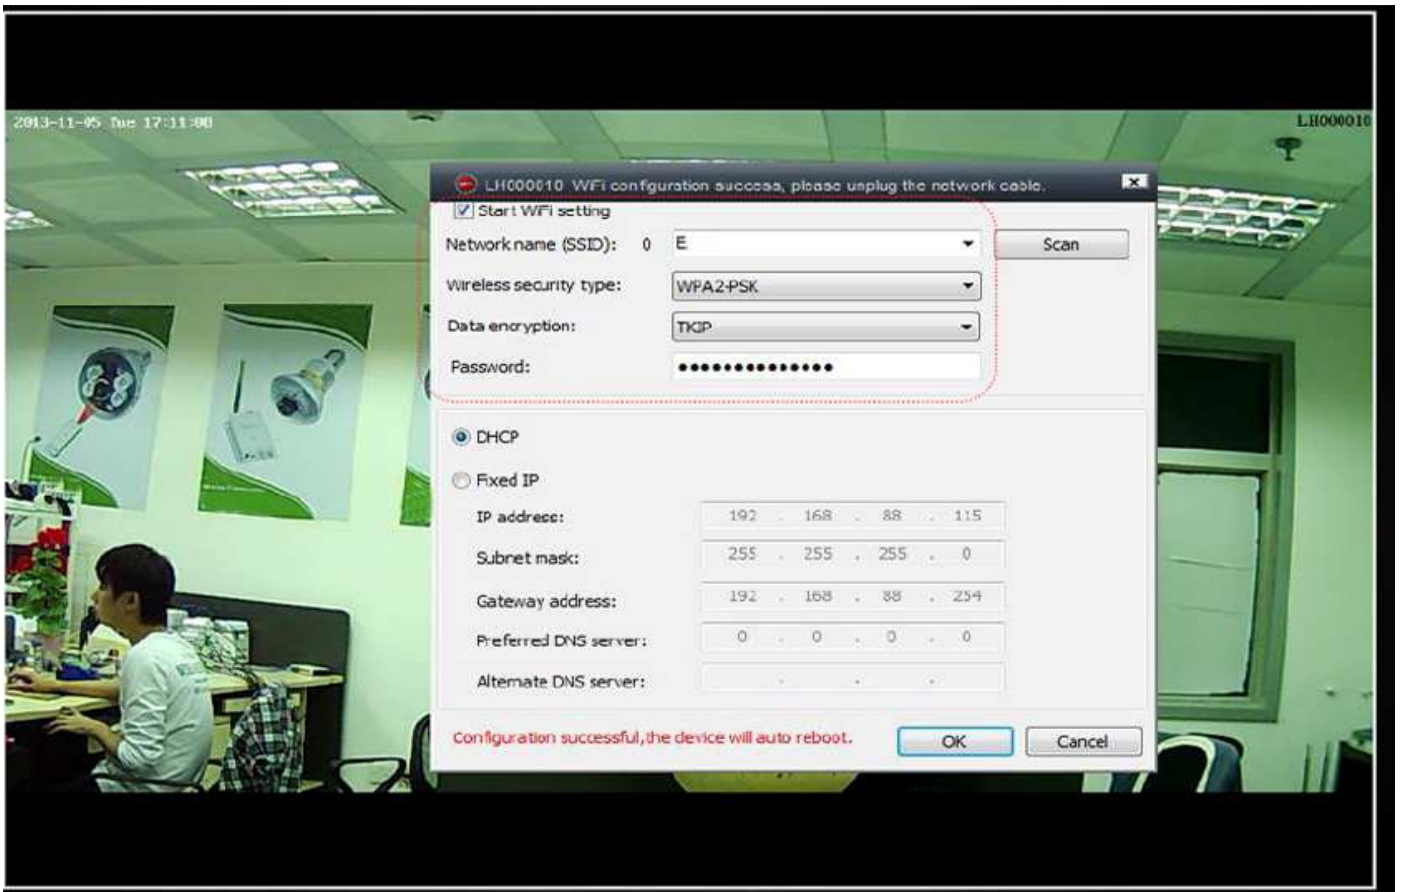 2013-11-05 Tue 17:11:00
LH000010
LH000010 WiFi configuration success, please unplug the network cable.
Start WiFi setting
Network name (SSID): 0 E Scan
Wireless security type: WPA2-PSK
Data encryption: TKIP
Password: ••••••••••••••
DHCP
Fixed IP
IP address: 192 . 168 . 88 . 115
Subnet mask: 255 . 255 . 255 . 0
Gateway address: 192 . 168 . 88 . 254
Preferred DNS server: 0 . 0 . 0 . 0
Alternate DNS server: . . .
Configuration successful,the device will auto reboot. OK Cancel